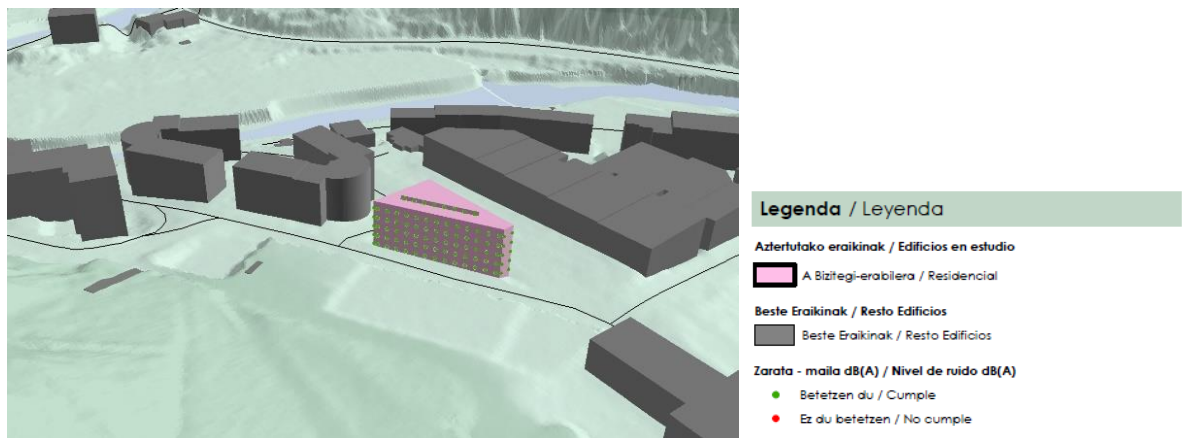 Legenda / Leyenda
Aztertutako eraikinak / Edificios en estudio
A Bizitegi-erabilera / Residencial
Beste Eraikinak / Resto Edificios
Beste Eraikinak / Resto Edificios
Zarata - maila dB(A) / Nivel de ruido dB(A)
Betetzen du / Cumple
Ez du betetzen / No cumple